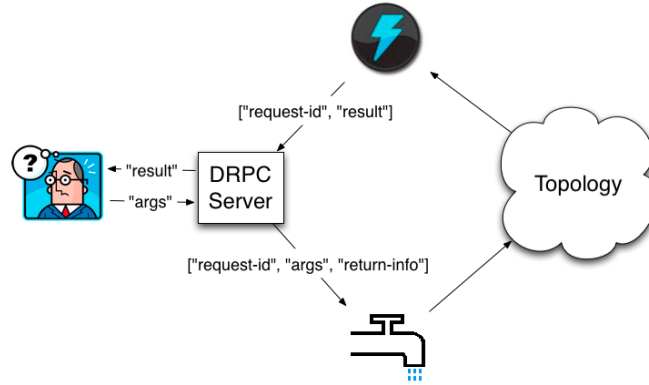 ["request-id", "result"]
?
"result"
DRPC
Server
Topology
"args"
["request-id", "args", "return-info"]